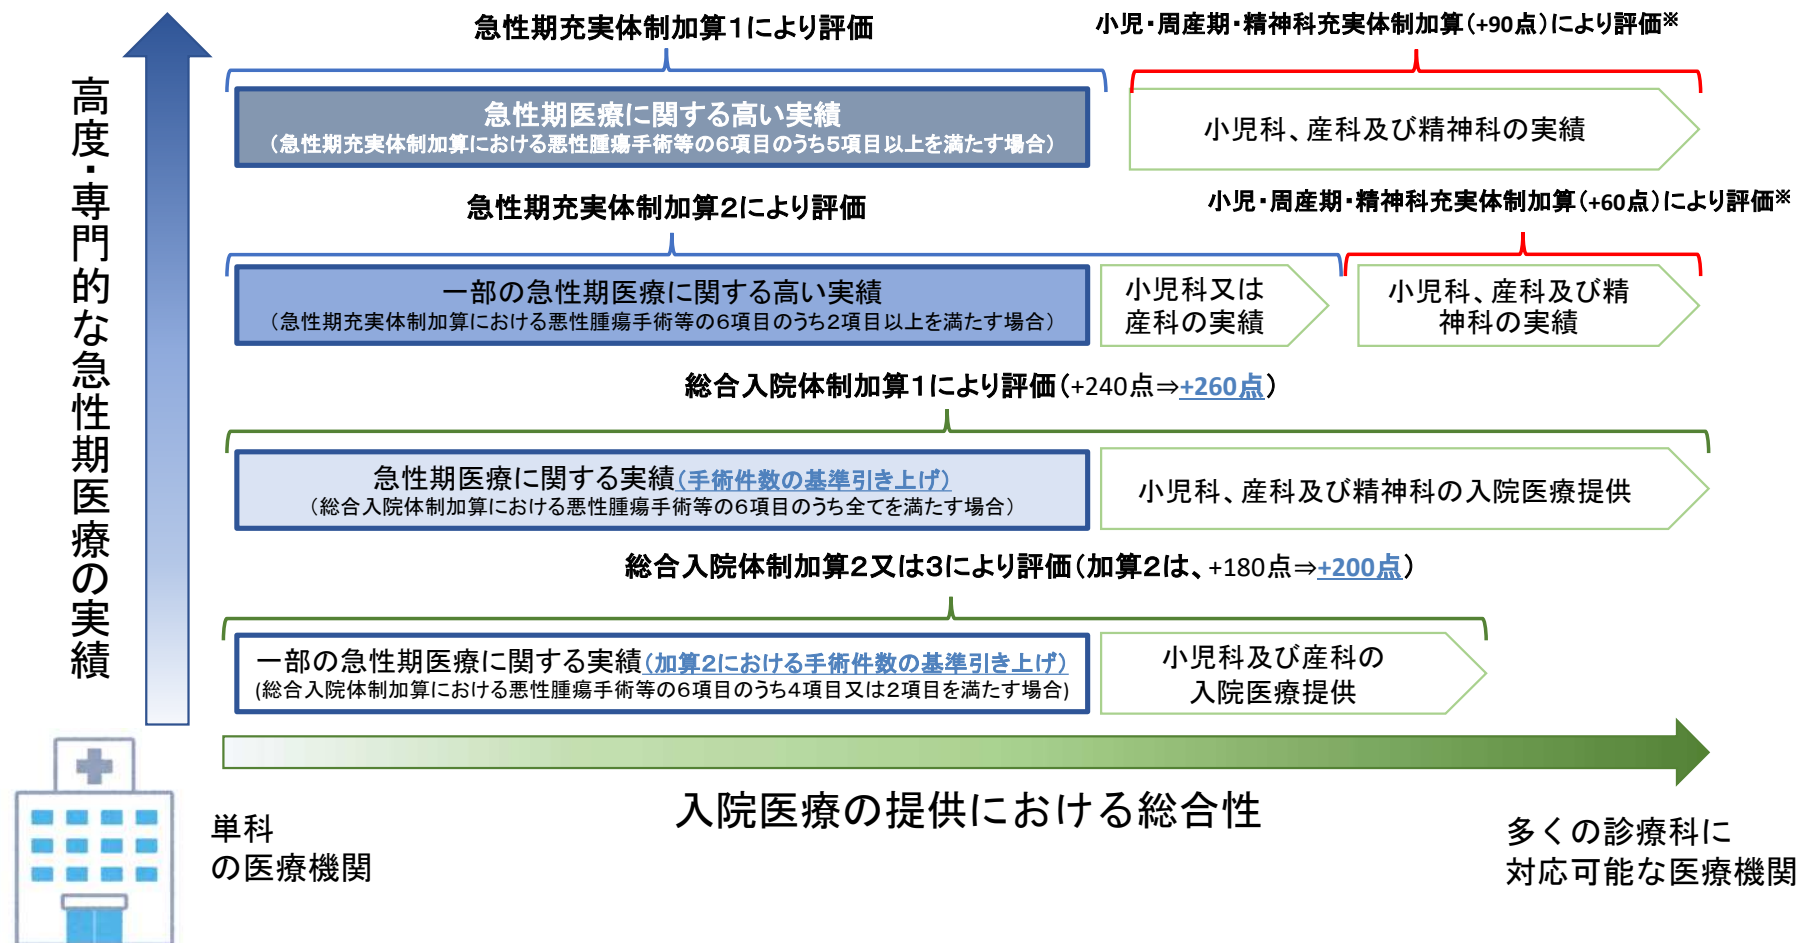 急性期充実体制加算1により評価
小児・周産期・精神科充実体制加算(+90点)により評価※
急性期医療に関する高い実績
(急性期充実体制加算における悪性腫瘍手術等の6項目のうち5項目以上を満たす場合)
小児科、産科及び精神科の実績
急性期充実体制加算2により評価
小児・周産期・精神科充実体制加算(+60点)により評価※
一部の急性期医療に関する高い実績
(急性期充実体制加算における悪性腫瘍手術等の6項目のうち2項目以上を満たす場合)
小児科又は
産科の実績
小児科、産科及び精
神科の実績
総合入院体制加算1により評価(+240点⇒+260点)
急性期医療に関する実績(手術件数の基準引き上げ)
(総合入院体制加算における悪性腫瘍手術等の6項目のうち全てを満たす場合)
小児科、産科及び精神科の入院医療提供
総合入院体制加算2又は3により評価(加算2は、+180点⇒+200点)
一部の急性期医療に関する実績(加算2における手術件数の基準引き上げ)
(総合入院体制加算における悪性腫瘍手術等の6項目のうち4項目又は2項目を満たす場合)
小児科及び産科の
入院医療提供
高度・専門的な急性期医療の実績
入院医療の提供における総合性
単科
の医療機関
多くの診療科に
対応可能な医療機関